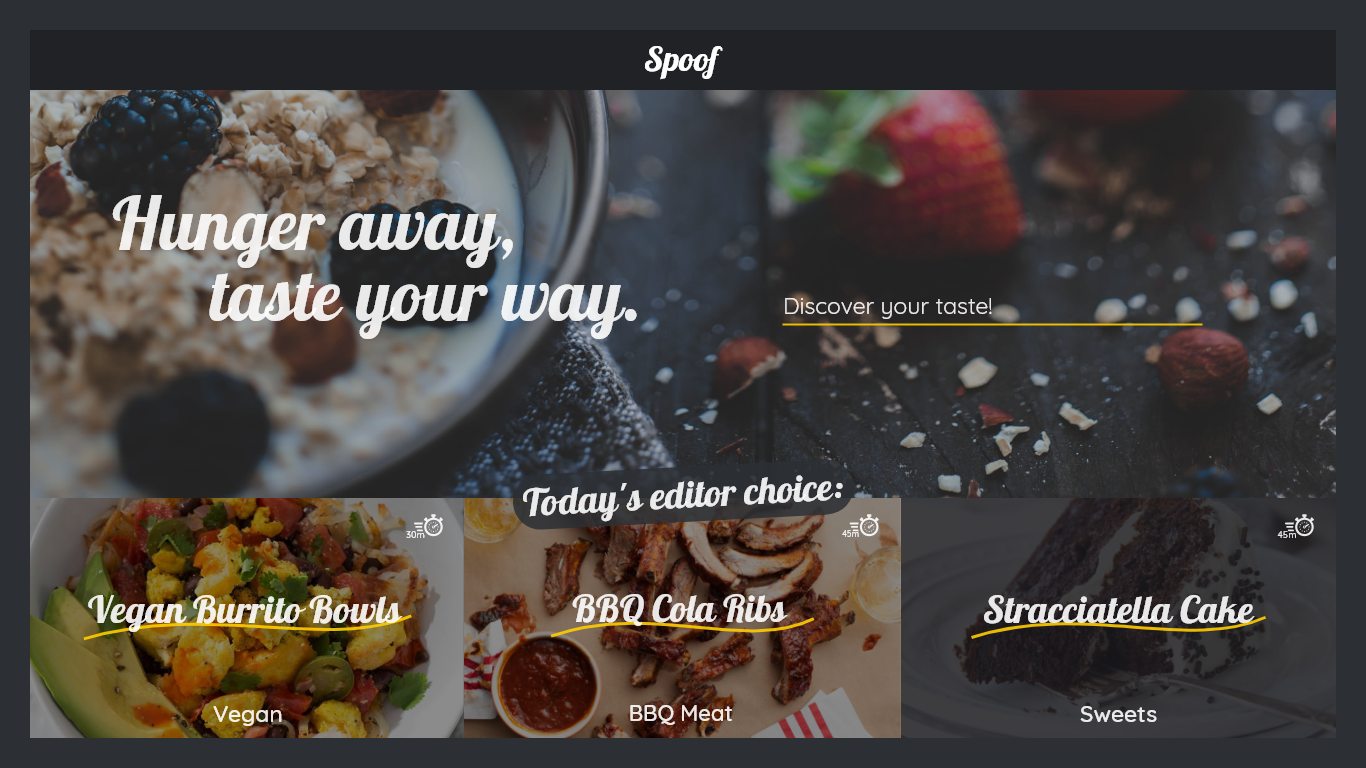 Spoof
Hunger away,
taste your way.
Discover your taste!
Today's editor choice:
30m
45m
45m
Vegan Burrito Bowls
BBQ Cola Ribs
Stracciatella Cake
Vegan
BBQ Meat
Sweets